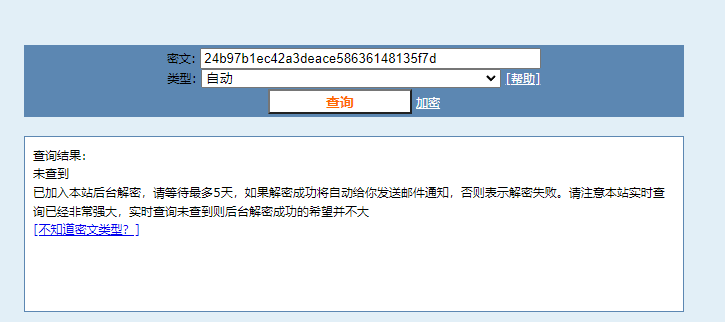 密文： 24b97b1ec42a3deace58636148135f7d
类型： 自动 [帮助]
查询 加密
查询结果：
未查到
已加入本站后台解密，请等待最多5天，如果解密成功将自动给你发送邮件通知，否则表示解密失败。请注意本站实时查
询已经非常强大，实时查询未查到则后台解密成功的希望并不大
[不知道密文类型？]